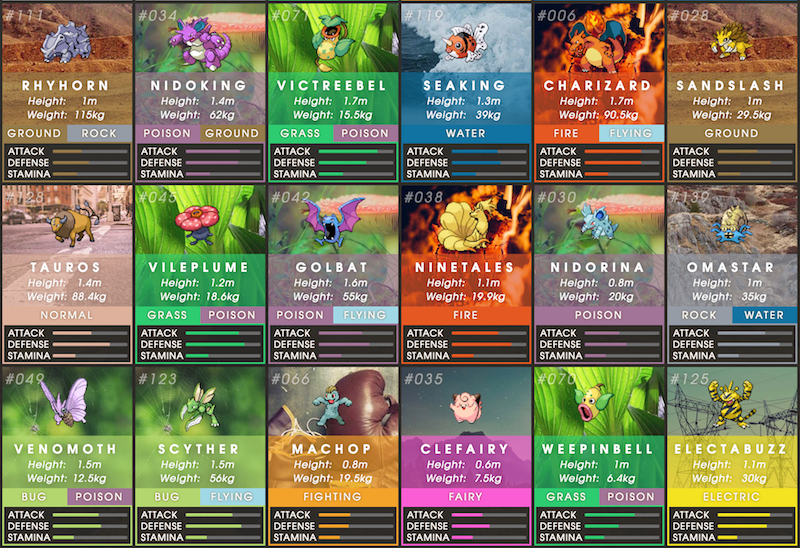 #111
RHYHORN
Height: 1m
Weight: 115kg
GROUND ROCK
ATTACK
DEFENSE
STAMINA
#034
NIDOKING
Height: 1.4m
Weight: 62kg
POISON GROUND
ATTACK
DEFENSE
STAMINA
#071
VICTREEBEL
Height: 1.7m
Weight: 15.5kg
GRASS POISON
ATTACK
DEFENSE
STAMINA
#119
SEAKING
Height: 1.3m
Weight: 39kg
WATER
ATTACK
DEFENSE
STAMINA
#006
CHARIZARD
Height: 1.7m
Weight: 90.5kg
FIRE FLYING
ATTACK
DEFENSE
STAMINA
#028
SANDSLASH
Height: 1m
Weight: 29.5kg
GROUND
ATTACK
DEFENSE
STAMINA
#128
TAUROS
Height: 1.4m
Weight: 88.4kg
NORMAL
ATTACK
DEFENSE
STAMINA
#045
VILEPLUME
Height: 1.2m
Weight: 18.6kg
GRASS POISON
ATTACK
DEFENSE
STAMINA
#042
GOLBAT
Height: 1.6m
Weight: 55kg
POISON FLYING
ATTACK
DEFENSE
STAMINA
#038
NINETALES
Height: 1.1m
Weight: 19.9kg
FIRE
ATTACK
DEFENSE
STAMINA
#030
NIDORINA
Height: 0.8m
Weight: 20kg
POISON
ATTACK
DEFENSE
STAMINA
#139
OMASTAR
Height: 1m
Weight: 35kg
ROCK WATER
ATTACK
DEFENSE
STAMINA
#049
VENOMOTH
Height: 1.5m
Weight: 12.5kg
BUG POISON
ATTACK
DEFENSE
STAMINA
#123
SCYTHER
Height: 1.5m
Weight: 56kg
BUG FLYING
ATTACK
DEFENSE
STAMINA
#066
MACHOP
Height: 0.8m
Weight: 19.5kg
FIGHTING
ATTACK
DEFENSE
STAMINA
#035
CLEFAIRY
Height: 0.6m
Weight: 7.5kg
FAIRY
ATTACK
DEFENSE
STAMINA
#070
WEEPINBELL
Height: 1m
Weight: 6.4kg
GRASS POISON
ATTACK
DEFENSE
STAMINA
#125
ELECTABUZZ
Height: 1.1m
Weight: 30kg
ELECTRIC
ATTACK
DEFENSE
STAMINA